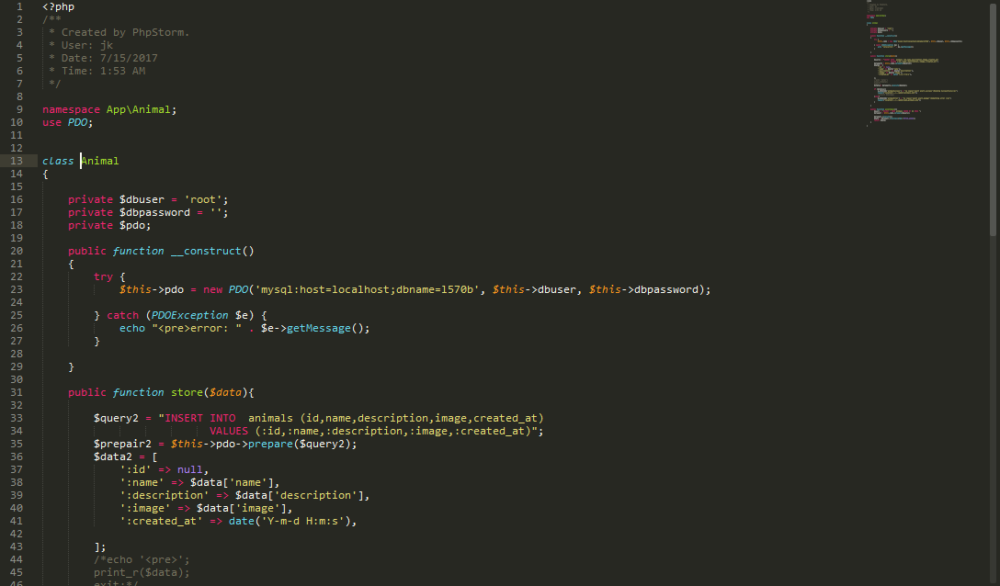 1 <?php
2 /**
3  * Created by PhpStorm.
4  * User: jk
5  * Date: 7/15/2017
6  * Time: 1:53 AM
7  */
8
9 namespace App\Animal;
10 use PDO;
11
12
13 class Animal
14 {
15
16     private $dbuser = 'root';
17     private $dbpassword = '';
18     private $pdo;
19
20     public function __construct()
21     {
22         try {
23             $this->pdo = new PDO('mysql:host=localhost;dbname=l570b', $this->dbuser, $this->dbpassword);
24
25         } catch (PDOException $e) {
26             echo "<pre>error: " . $e->getMessage();
27         }
28
29     }
30
31     public function store($data){
32
33         $query2 = "INSERT INTO  animals (id,name,description,image,created_at)
34                           VALUES (:id,:name,:description,:image,:created_at)";
35         $prepair2 = $this->pdo->prepare($query2);
36         $data2 = [
37             ':id' => null,
38             ':name' => $data['name'],
39             ':description' => $data['description'],
40             ':image' => $data['image'],
41             ':created_at' => date('Y-m-d H:m:s'),
42
43         ];
44         /*echo '<pre>';
45         print_r($data);
46         exit;*/